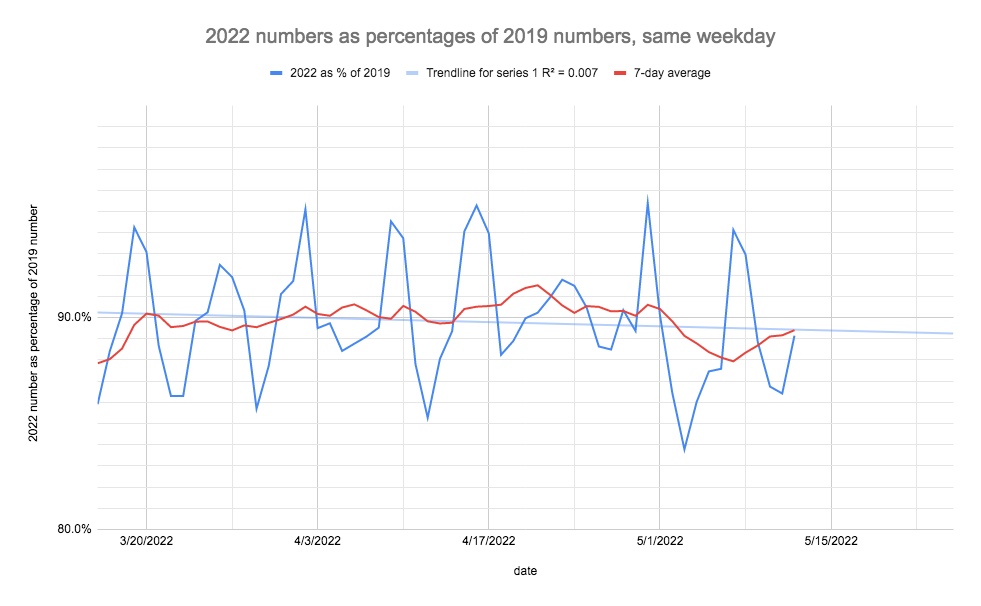 2022 numbers as percentages of 2019 numbers, same weekday
2022 as % of 2019 Trendline for series 1 R² = 0.007 7-day average
2022 number as percentage of 2019 number
90.0%
80.0%
3/20/2022 4/3/2022 4/17/2022 5/1/2022 5/15/2022
date